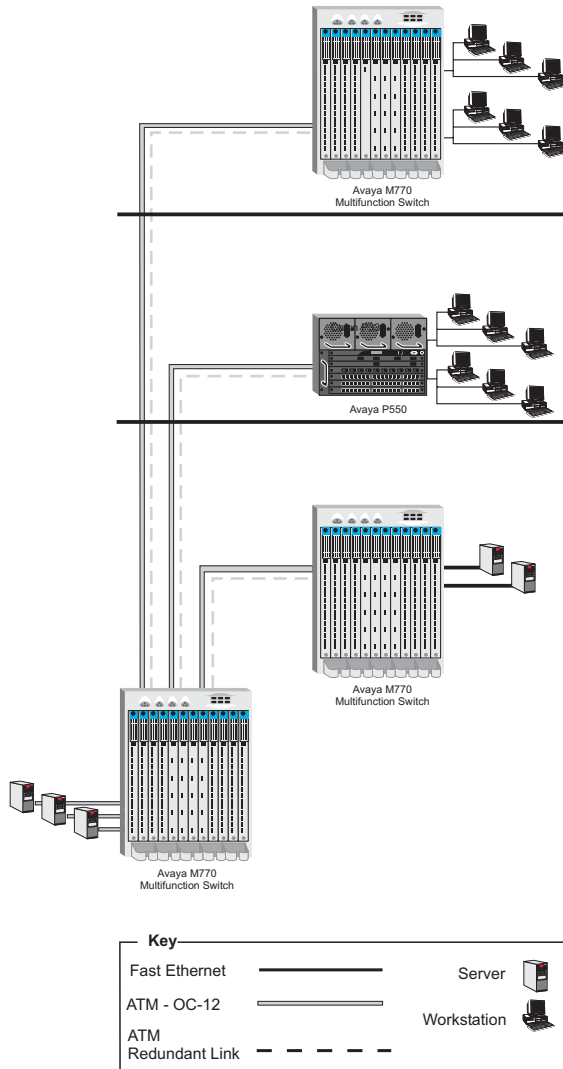 Avaya M770
Multifunction Switch
Avaya P550
Avaya M770
Multifunction Switch
Avaya M770
Multifunction Switch
Key
Fast Ethernet
Server
ATM - OC-12
Workstation
ATM
Redundant Link